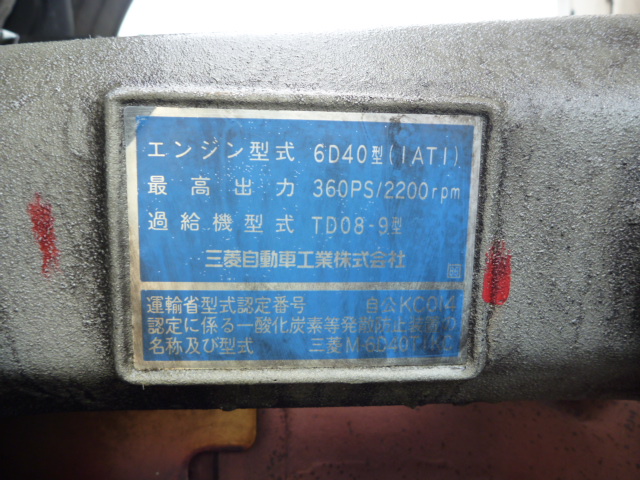 エンジン型式 6D40型(1AT1)
最高出力 360PS/2200rpm
過給機型式 TD08-9型
三菱自動車工業株式会社
運輸省型式認定番号 自公KC014
認定に係る一酸化炭素等発散防止装置の
名称及び型式 三菱M-6D40T1